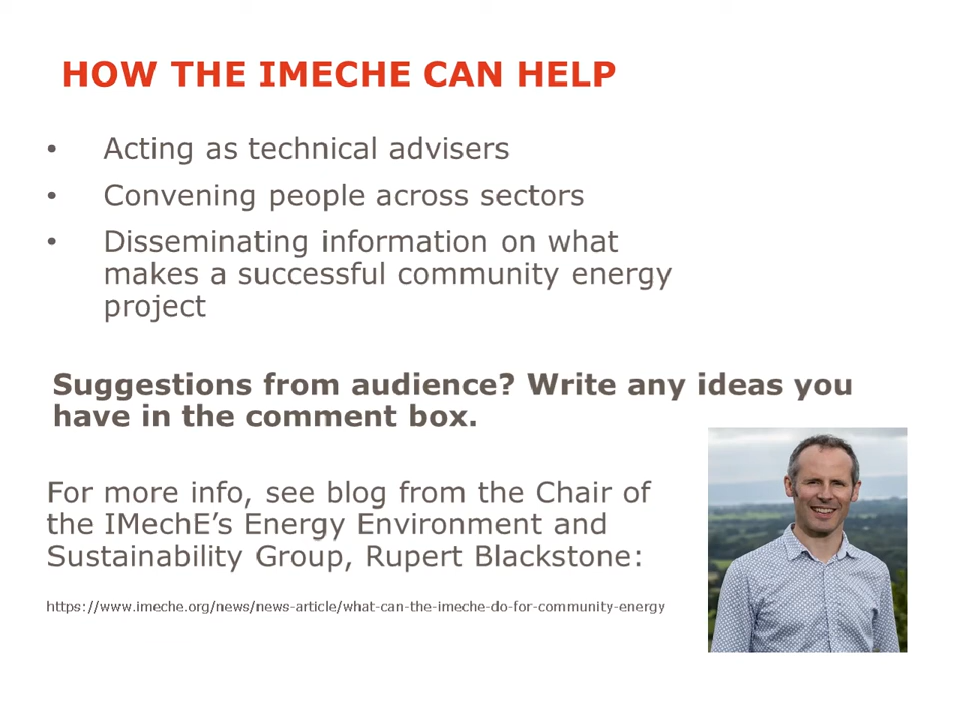 HOW THE IMECHE CAN HELP
• Acting as technical advisers
• Convening people across sectors
• Disseminating information on what
makes a successful community energy
project
Suggestions from audience? Write any ideas you
have in the comment box.
For more info, see blog from the Chair of
the IMechE’s Energy Environment and
Sustainability Group, Rupert Blackstone:
https://www.imeche.org/news/news-article/what-can-the-imeche-do-for-community-energy